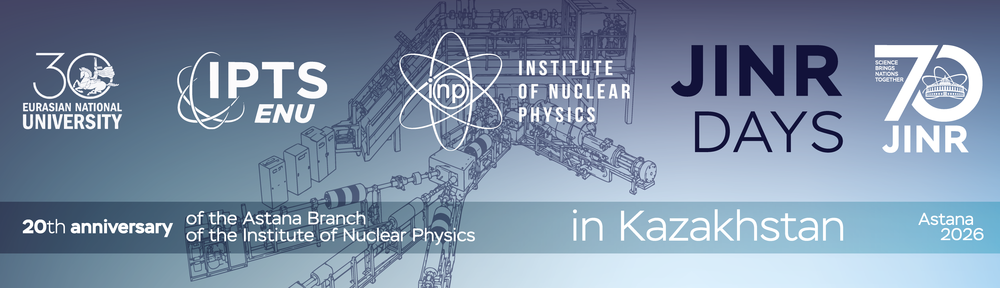 30
EURASIAN NATIONAL
UNIVERSITY
IPTS
ENU
inp
INSTITUTE
OF NUCLEAR
PHYSICS
JINR
DAYS
70
SCIENCE
BRINGS
NATIONS
TOGETHER
JINR
20th anniversary
of the Astana Branch
of the Institute of Nuclear Physics
in Kazakhstan
Astana
2026